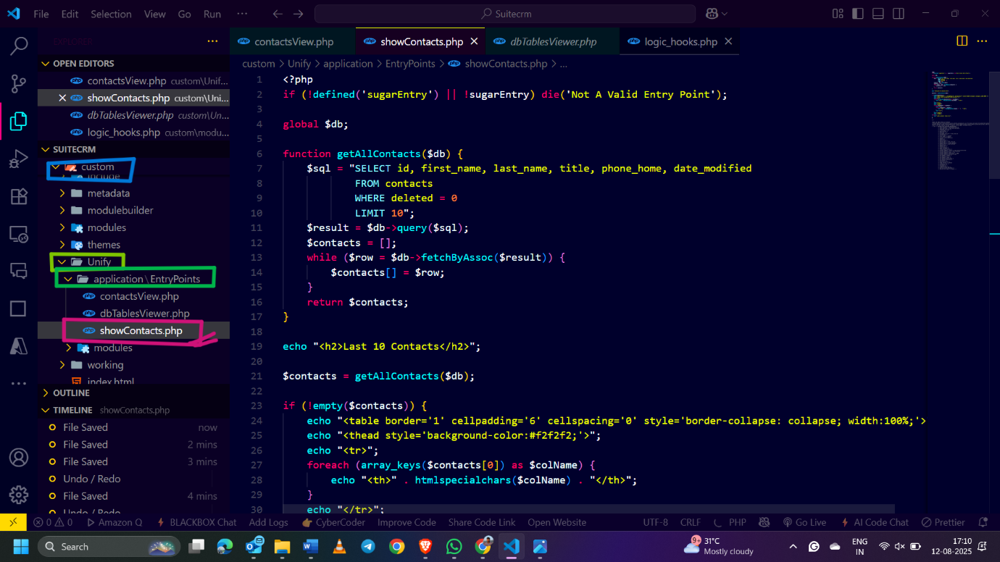 File Edit Selection View Go Run ··· Suitecrm
EXPLORER ···
contactsView.php showContacts.php dbTablesViewer.php logic_hooks.php
OPEN EDITORS
contactsView.php custom\Unif...
showContacts.php custom\Uni...
dbTablesViewer.php custom\Un...
logic_hooks.php custom\modu...
SUITECRM
custom
include
metadata
modulebuilder
modules
themes
Unify
application\EntryPoints
contactsView.php
dbTablesViewer.php
showContacts.php
modules
working
index.html
OUTLINE
TIMELINE showContacts.php
File Saved now
File Saved 2 mins
File Saved 3 mins
Undo / Redo
File Saved 4 mins
Undo / Redo
custom > Unify > application > EntryPoints > showContacts.php > ...
1 <?php
2 if (!defined('sugarEntry') || !sugarEntry) die('Not A Valid Entry Point');
3
4 global $db;
5
6 function getAllContacts($db) {
7 $sql = "SELECT id, first_name, last_name, title, phone_home, date_modified
8 FROM contacts
9 WHERE deleted = 0
10 LIMIT 10";
11 $result = $db->query($sql);
12 $contacts = [];
13 while ($row = $db->fetchByAssoc($result)) {
14 $contacts[] = $row;
15 }
16 return $contacts;
17 }
18
19 echo "<h2>Last 10 Contacts</h2>";
20
21 $contacts = getAllContacts($db);
22
23 if (!empty($contacts)) {
24 echo "<table border='1' cellpadding='6' cellspacing='0' style='border-collapse: collapse; width:100%;'>
25 echo "<thead style='background-color:#f2f2f2;'>";
26 echo "<tr>";
27 foreach (array_keys($contacts[0]) as $colName) {
28 echo "<th>" . htmlspecialchars($colName) . "</th>";
29 }
30 echo "</tr>";
0 0 Amazon Q BLACKBOX Chat Add Logs CyberCoder Improve Code Share Code Link Open Website UTF-8 CRLF PHP Go Live AI Code Chat Prettier
Search 9+ 31°C Mostly cloudy ENG IN 17:10 12-08-2025